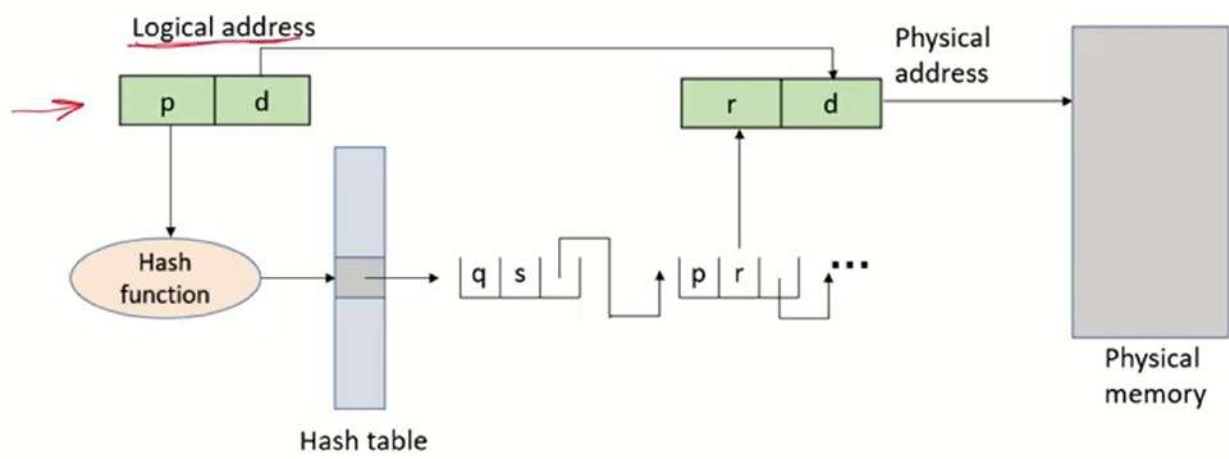 Logical address
p d
Physical
address
r d
Hash
function
q s
p r ...
Hash table
Physical
memory